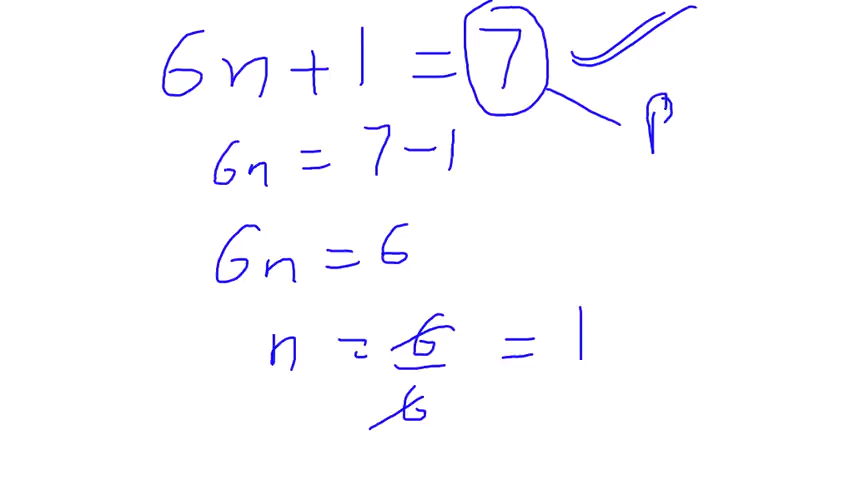 6n + 1 = 7
P
6n = 7 - 1
6n = 6
n = 6/6 = 1